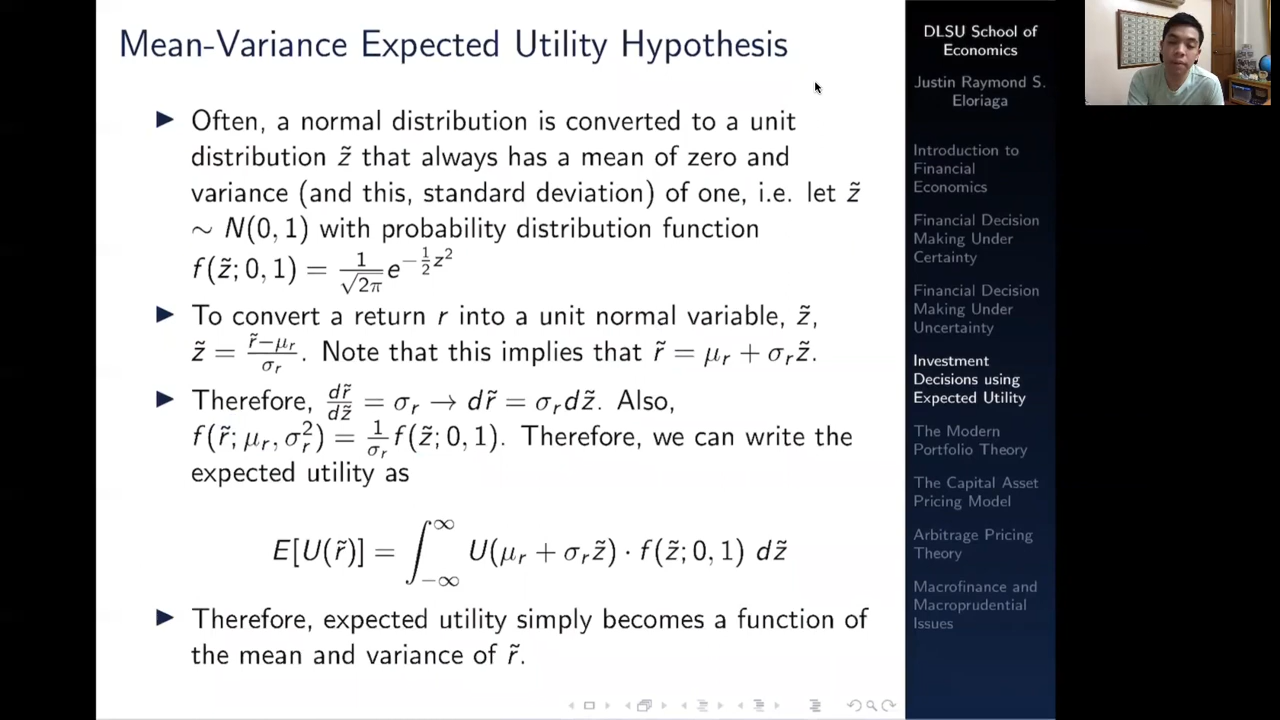 Mean-Variance Expected Utility Hypothesis
▶ Often, a normal distribution is converted to a unit
distribution z̃ that always has a mean of zero and
variance (and this, standard deviation) of one, i.e. let z̃
∼ N(0, 1) with probability distribution function
f(z̃; 0, 1) = 1/√2π e^{−1/2 z²}
▶ To convert a return r into a unit normal variable, z̃,
z̃ = (r̃−μ_r)/σ_r. Note that this implies that r̃ = μ_r + σ_r z̃.
▶ Therefore, dr̃/dz̃ = σ_r → dr̃ = σ_r dz̃. Also,
f(r̃; μ_r, σ_r²) = 1/σ_r f(z̃; 0, 1). Therefore, we can write the
expected utility as
E[U(r̃)] = ∫_{−∞}^{∞} U(μ_r + σ_r z̃) · f(z̃; 0, 1) dz̃
▶ Therefore, expected utility simply becomes a function of
the mean and variance of r̃.
DLSU School of
Economics
Justin Raymond S.
Eloriaga
Introduction to
Financial
Economics
Financial Decision
Making Under
Certainty
Financial Decision
Making Under
Uncertainty
Investment
Decisions using
Expected Utility
The Modern
Portfolio Theory
The Capital Asset
Pricing Model
Arbitrage Pricing
Theory
Macrofinance and
Macroprudential
Issues